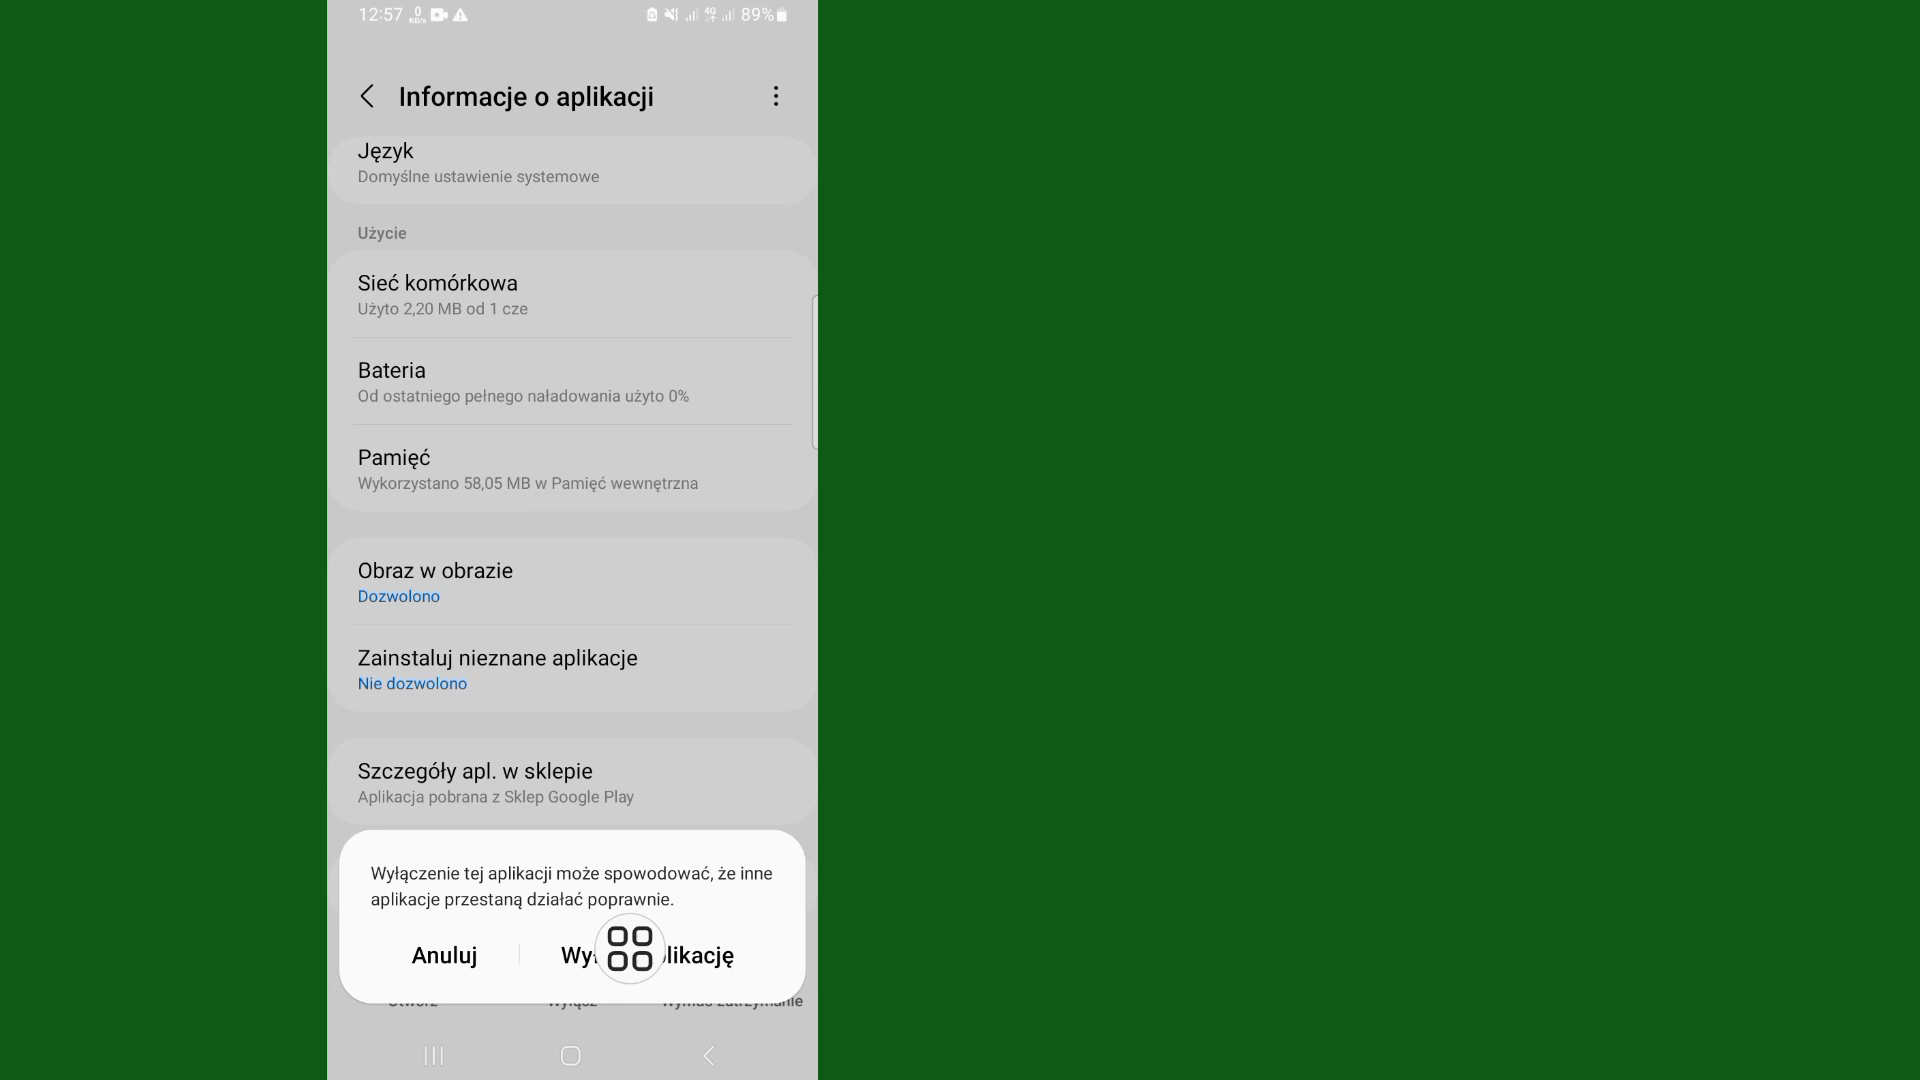 12:57 0 KB/s 4G 89%
Informacje o aplikacji
Język
Domyślne ustawienie systemowe
Użycie
Sieć komórkowa
Użyto 2,20 MB od 1 cze
Bateria
Od ostatniego pełnego naładowania użyto 0%
Pamięć
Wykorzystano 58,05 MB w Pamięć wewnętrzna
Obraz w obrazie
Dozwolono
Zainstaluj nieznane aplikacje
Nie dozwolono
Szczegóły apl. w sklepie
Aplikacja pobrana z Sklep Google Play
Wyłączenie tej aplikacji może spowodować, że inne
aplikacje przestaną działać poprawnie.
Anuluj